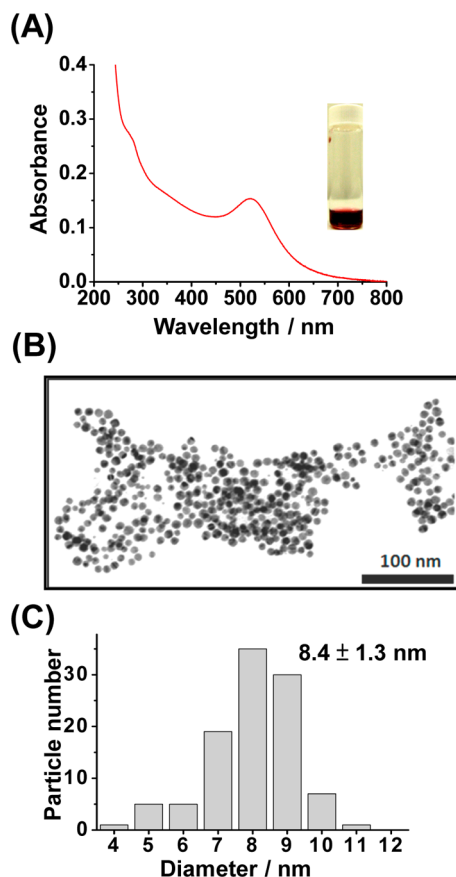 (A)
0.4
0.3
0.2
0.1
0.0
Absorbance
200 300 400 500 600 700 800
Wavelength / nm
(B)
100 nm
(C)
8.4 ± 1.3 nm
30
20
10
0
Particle number
4 5 6 7 8 9 10 11 12
Diameter / nm